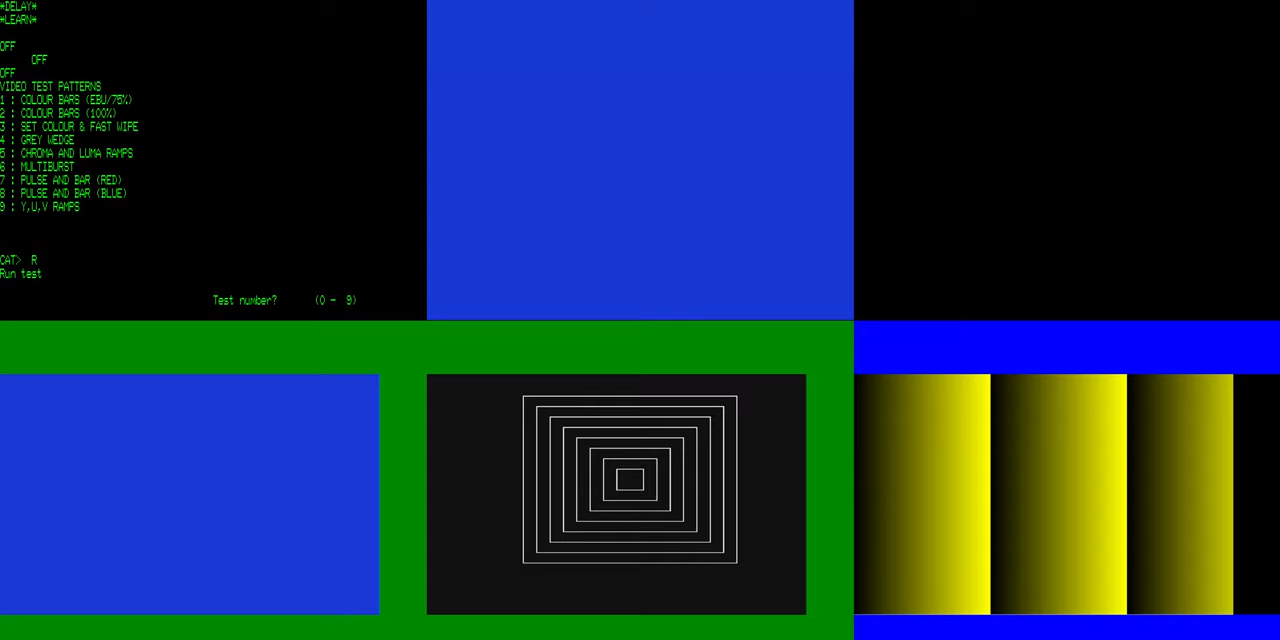 *DELAY*
*LEARN*
OFF
OFF
OFF
VIDEO TEST PATTERNS
1 : COLOUR BARS (EBU/75%)
2 : COLOUR BARS (100%)
3 : SET COLOUR & FAST WIPE
4 : GREY WEDGE
5 : CHROMA AND LUMA RAMPS
6 : MULTIBURST
7 : PULSE AND BAR (RED)
8 : PULSE AND BAR (BLUE)
9 : Y,U,V RAMPS
CAT> R
Run test
Test number? (0 - 9)